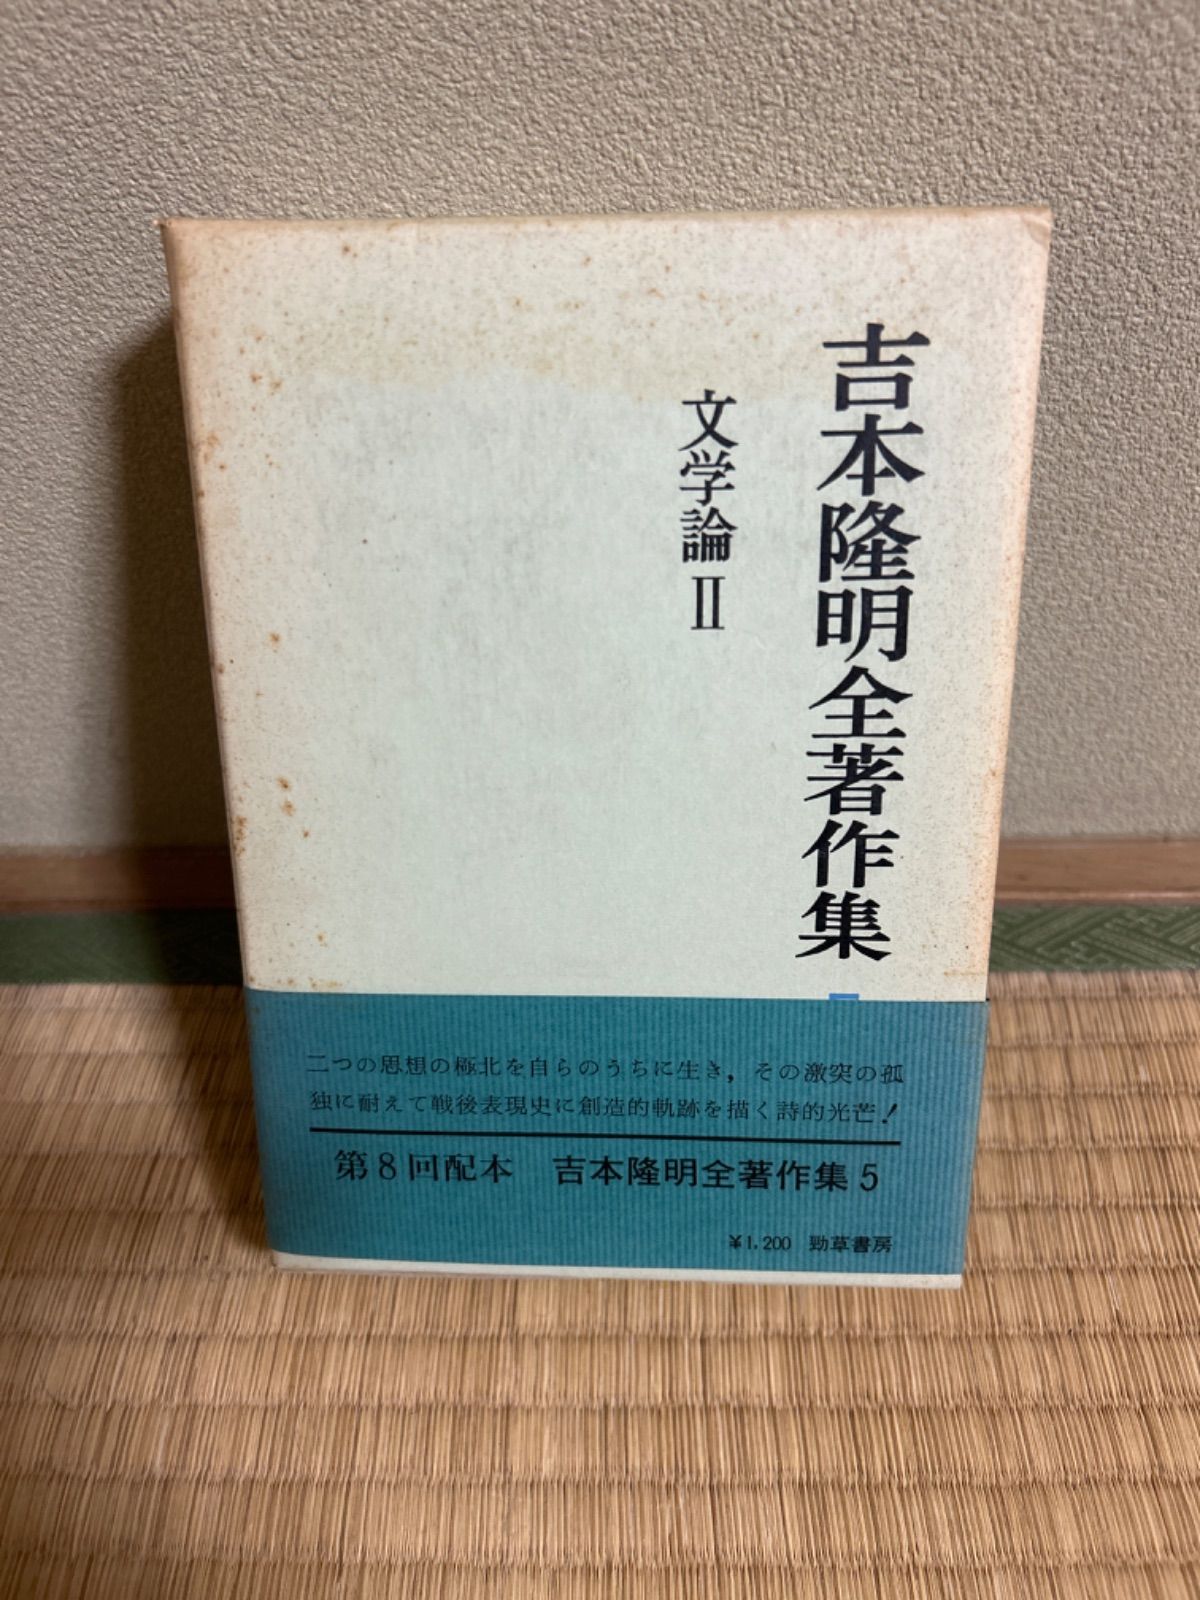 吉本隆明全著作集
文学論 II
二つの思想の極北を自らのうちに生き，その激突の孤
独に耐えて戦後表現史に創造的軌跡を描く詩的光芒！
第8回配本 吉本隆明全著作集5
¥1,200 勁草書房